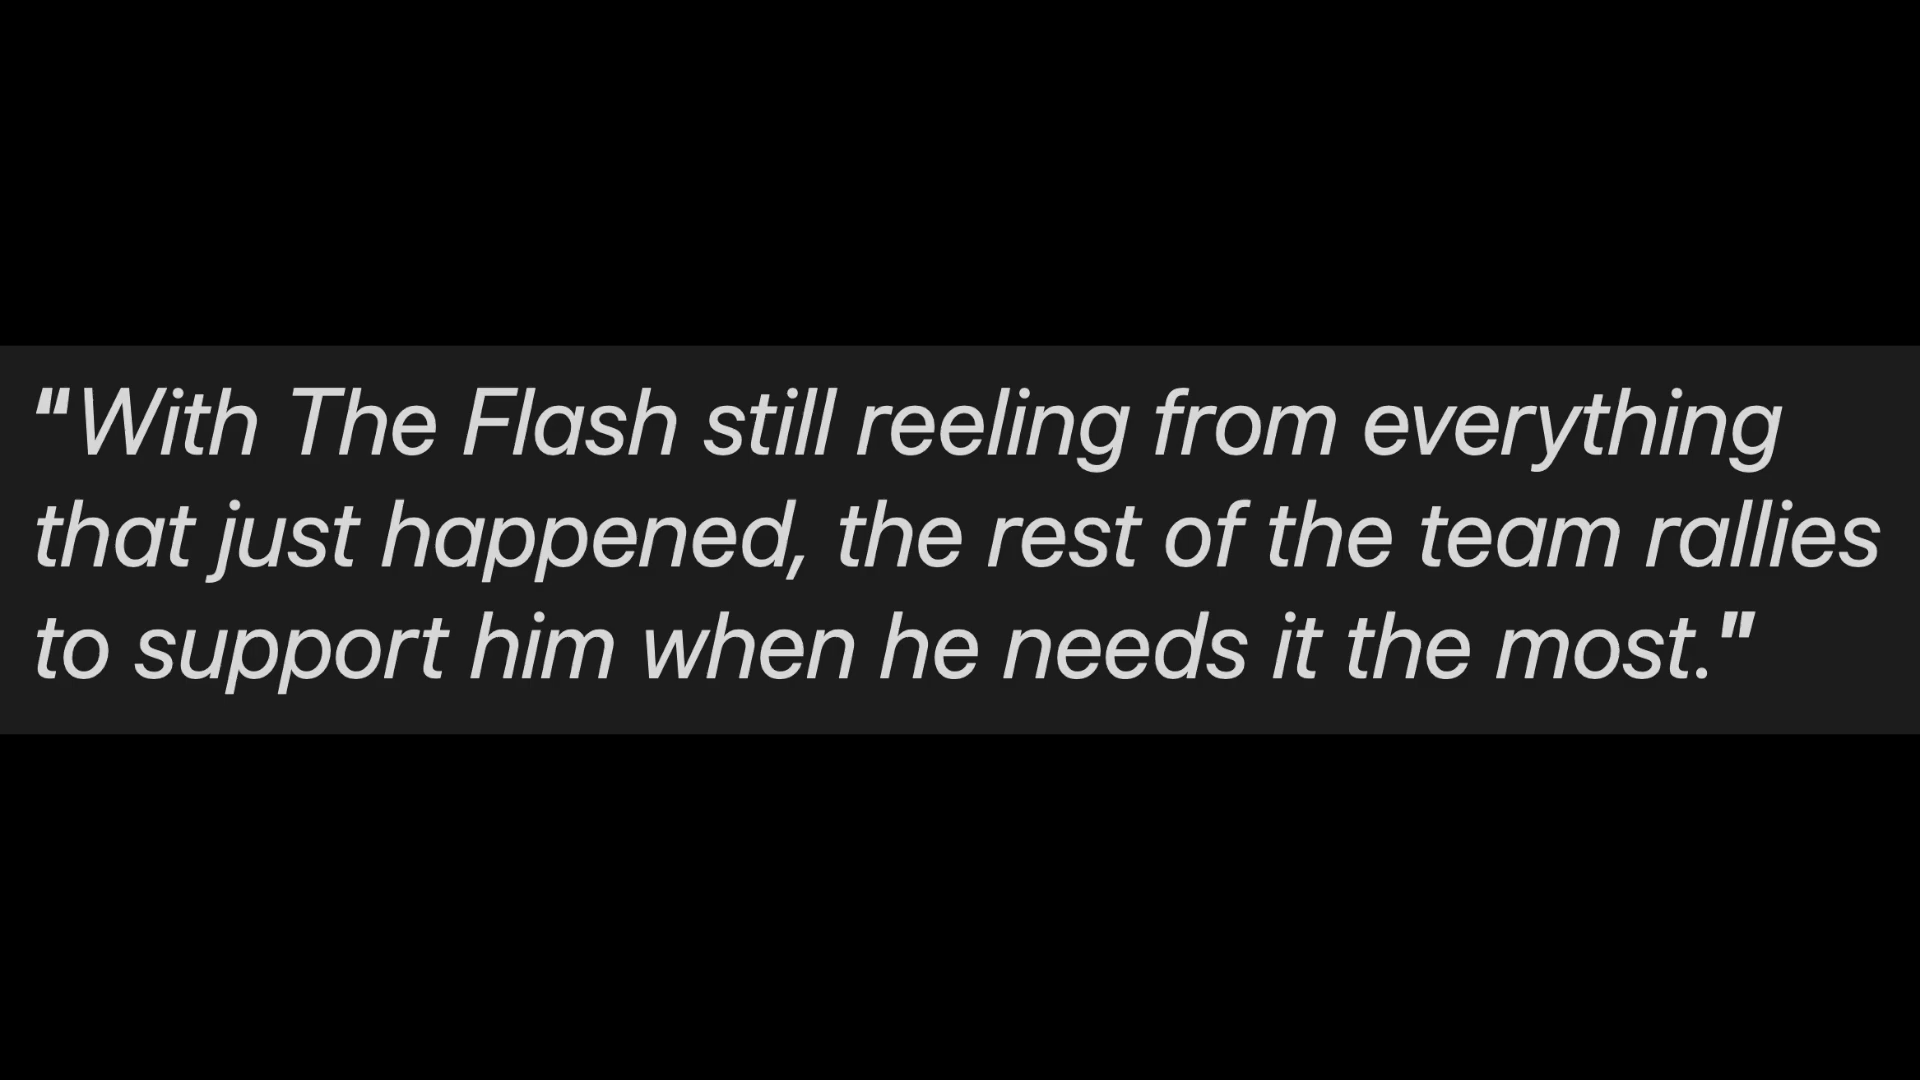 "With The Flash still reeling from everything
that just happened, the rest of the team rallies
to support him when he needs it the most."